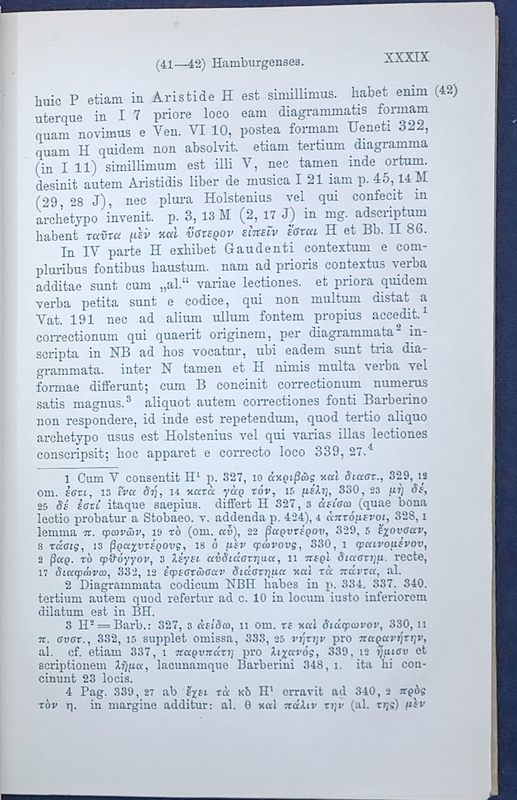 (41—42) Hamburgenses. XXXIX
huic P etiam in Aristide H est simillimus. habet enim (42)
uterque in I 7 priore loco eam diagrammatis formam
quam novimus e Ven. VI 10, postea formam Ueneti 322,
quam H quidem non absolvit. etiam tertium diagramma
(in I 11) simillimum est illi V, nec tamen inde ortum.
desinit autem Aristidis liber de musica I 21 iam p. 45, 14 M
(29, 28 J), nec plura Holstenius vel qui confecit in
archetypo invenit. p. 3, 13 M (2, 17 J) in mg. adscriptum
habent ταῦτα μὲν καὶ ὕστερον εἰπεῖν ἔσται H et Bb. II 86.
In IV parte H exhibet Gaudenti contextum e com-
pluribus fontibus haustum. nam ad prioris contextus verba
additae sunt cum „al.“ variae lectiones. et priora quidem
verba petita sunt e codice, qui non multum distat a
Vat. 191 nec ad alium ullum fontem propius accedit.¹
correctionum qui quaerit originem, per diagrammata² in-
scripta in NB ad hos vocatur, ubi eadem sunt tria dia-
grammata. inter N tamen et H nimis multa verba vel
formae differunt; cum B concinit correctionum numerus
satis magnus.³ aliquot autem correctiones fonti Barberino
non respondere, id inde est repetendum, quod tertio aliquo
archetypo usus est Holstenius vel qui varias illas lectiones
conscripsit; hoc apparet e correcto loco 339, 27.⁴
1 Cum V consentit H¹ p. 327, 10 ἀκριβῶς καὶ διαστ., 329, 12
om. ἐστι, 13 ἵνα δή, 14 κατὰ γὰρ τόν, 15 μέλη, 330, 23 μὴ δέ,
25 δέ ἐστί itaque saepius. differt H 327, 3 ἀείσω (quae bona
lectio probatur a Stobaeo. v. addenda p. 424), 4 ἁπτόμενοι, 328, 1
lemma π. φωνῶν, 19 τὸ (om. αὖ), 22 βαρυτέρου, 329, 5 ἔχουσαν,
8 τάσις, 13 βραχυτέρους, 18 ὁ μὲν φώνους, 330, 1 φαινομένου,
2 βαρ. τὸ φθόγγον, 3 λέγει αὐδιάστημα, 11 περὶ διαστημ. recte,
17 διαφώνω, 332, 12 ἐφεστῶσαν διάστημα καὶ τὰ πάντα, al.
2 Diagrammata codicum NBH habes in p. 334. 337. 340.
tertium autem quod refertur ad c. 10 in locum iusto inferiorem
dilatum est in BH.
3 H² = Barb.: 327, 3 ἀείδω, 11 om. τε καὶ διάφωνον, 330, 11
π. συστ., 332, 15 supplet omissa, 333, 25 νήτην pro παρανήτην,
al. cf. etiam 337, 1 παρυπάτη pro λιχανός, 339, 12 ἥμισυ et
scriptionem λῆμα, lacunamque Barberini 348, 1. ita hi con-
cinunt 23 locis.
4 Pag. 339, 27 ab ἔχει τὰ κδ H¹ erravit ad 340, 2 πρὸς
τὸν η. in margine additur: al. θ καὶ πάλιν τὴν (al. της) μὲν